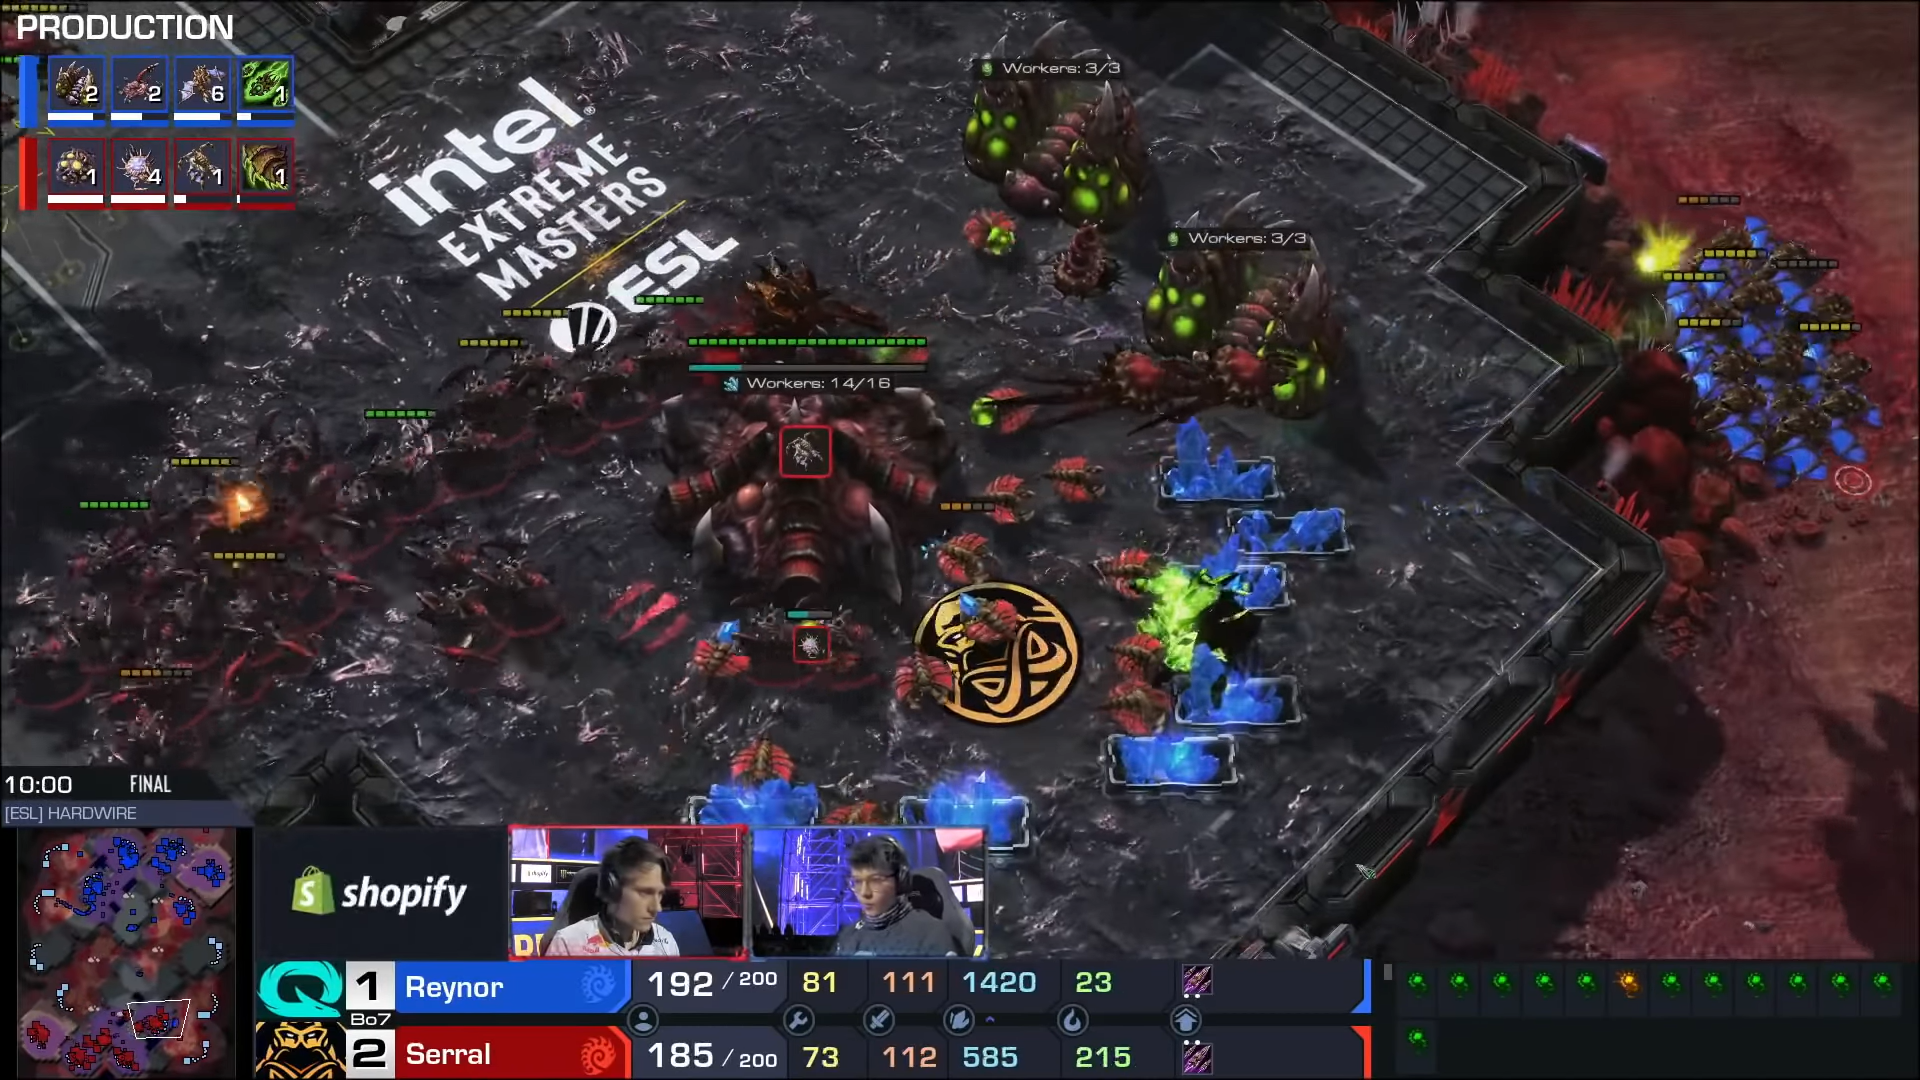 PRODUCTION
2 2 6 1
1 4 1 1
intel
EXTREME
MASTERS
ESL
Workers: 3/3
Workers: 3/3
Workers: 14/16
10:00 FINAL
[ESL] HARDWIRE
shopify
1 Reynor 192 / 200 81 111 1420 23
Bo7
2 Serral 185 / 200 73 112 585 215